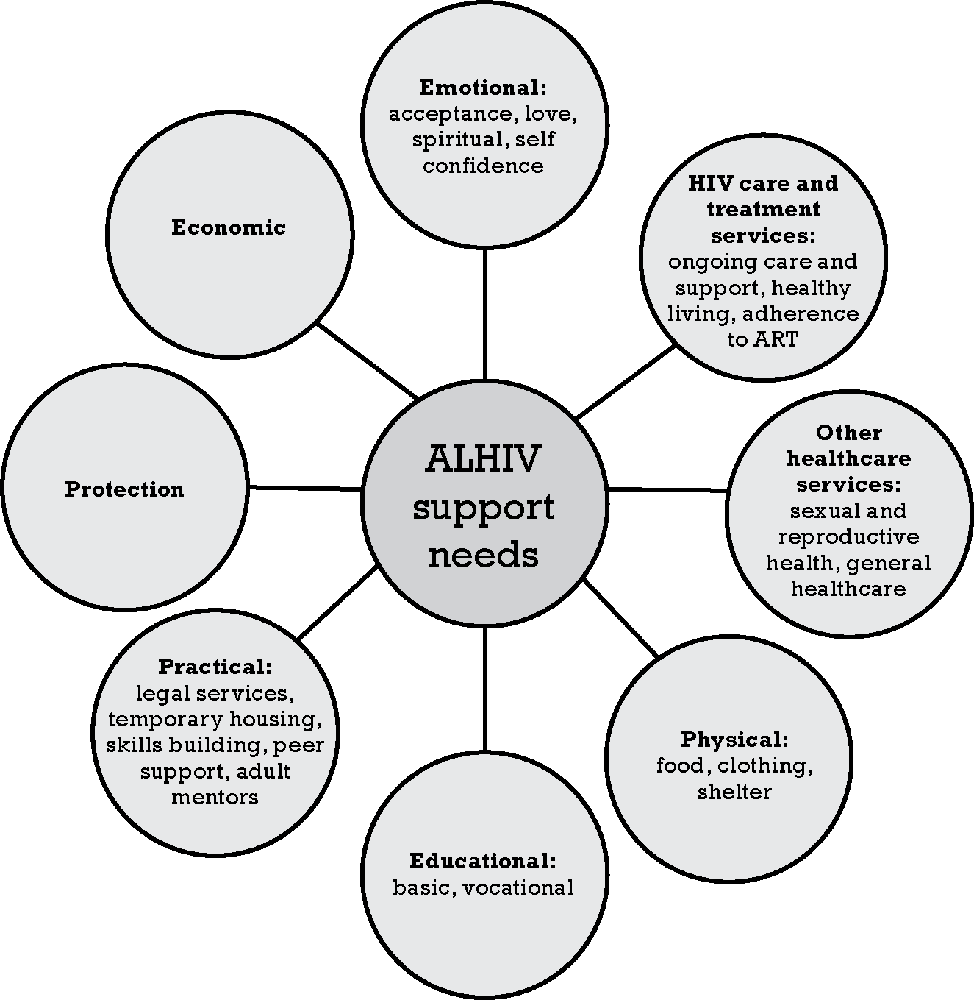 Emotional:
acceptance, love,
spiritual, self
confidence
HIV care and
treatment
services:
ongoing care and
support, healthy
living, adherence
to ART
Other
healthcare
services:
sexual and
reproductive
health, general
healthcare
Physical:
food, clothing,
shelter
Educational:
basic, vocational
Practical:
legal services,
temporary housing,
skills building, peer
support, adult
mentors
Protection
Economic
ALHIV
support
needs